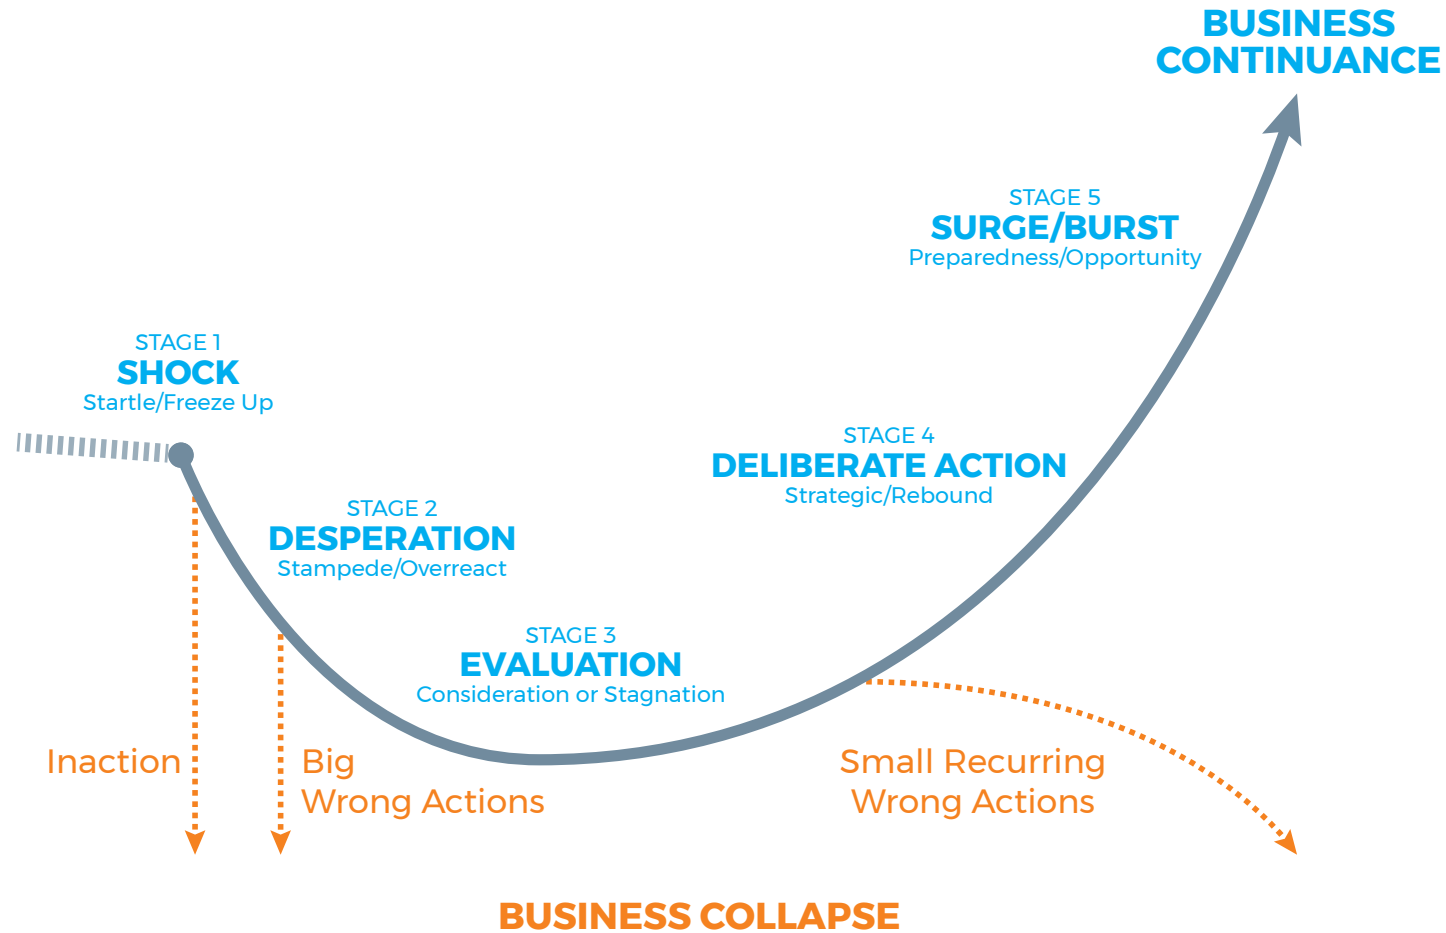 BUSINESS
CONTINUANCE
STAGE 5
SURGE/BURST
Preparedness/Opportunity
STAGE 1
SHOCK
Startle/Freeze Up
STAGE 4
DELIBERATE ACTION
Strategic/Rebound
STAGE 2
DESPERATION
Stampede/Overreact
STAGE 3
EVALUATION
Consideration or Stagnation
Inaction
Big
Wrong Actions
Small Recurring
Wrong Actions
BUSINESS COLLAPSE